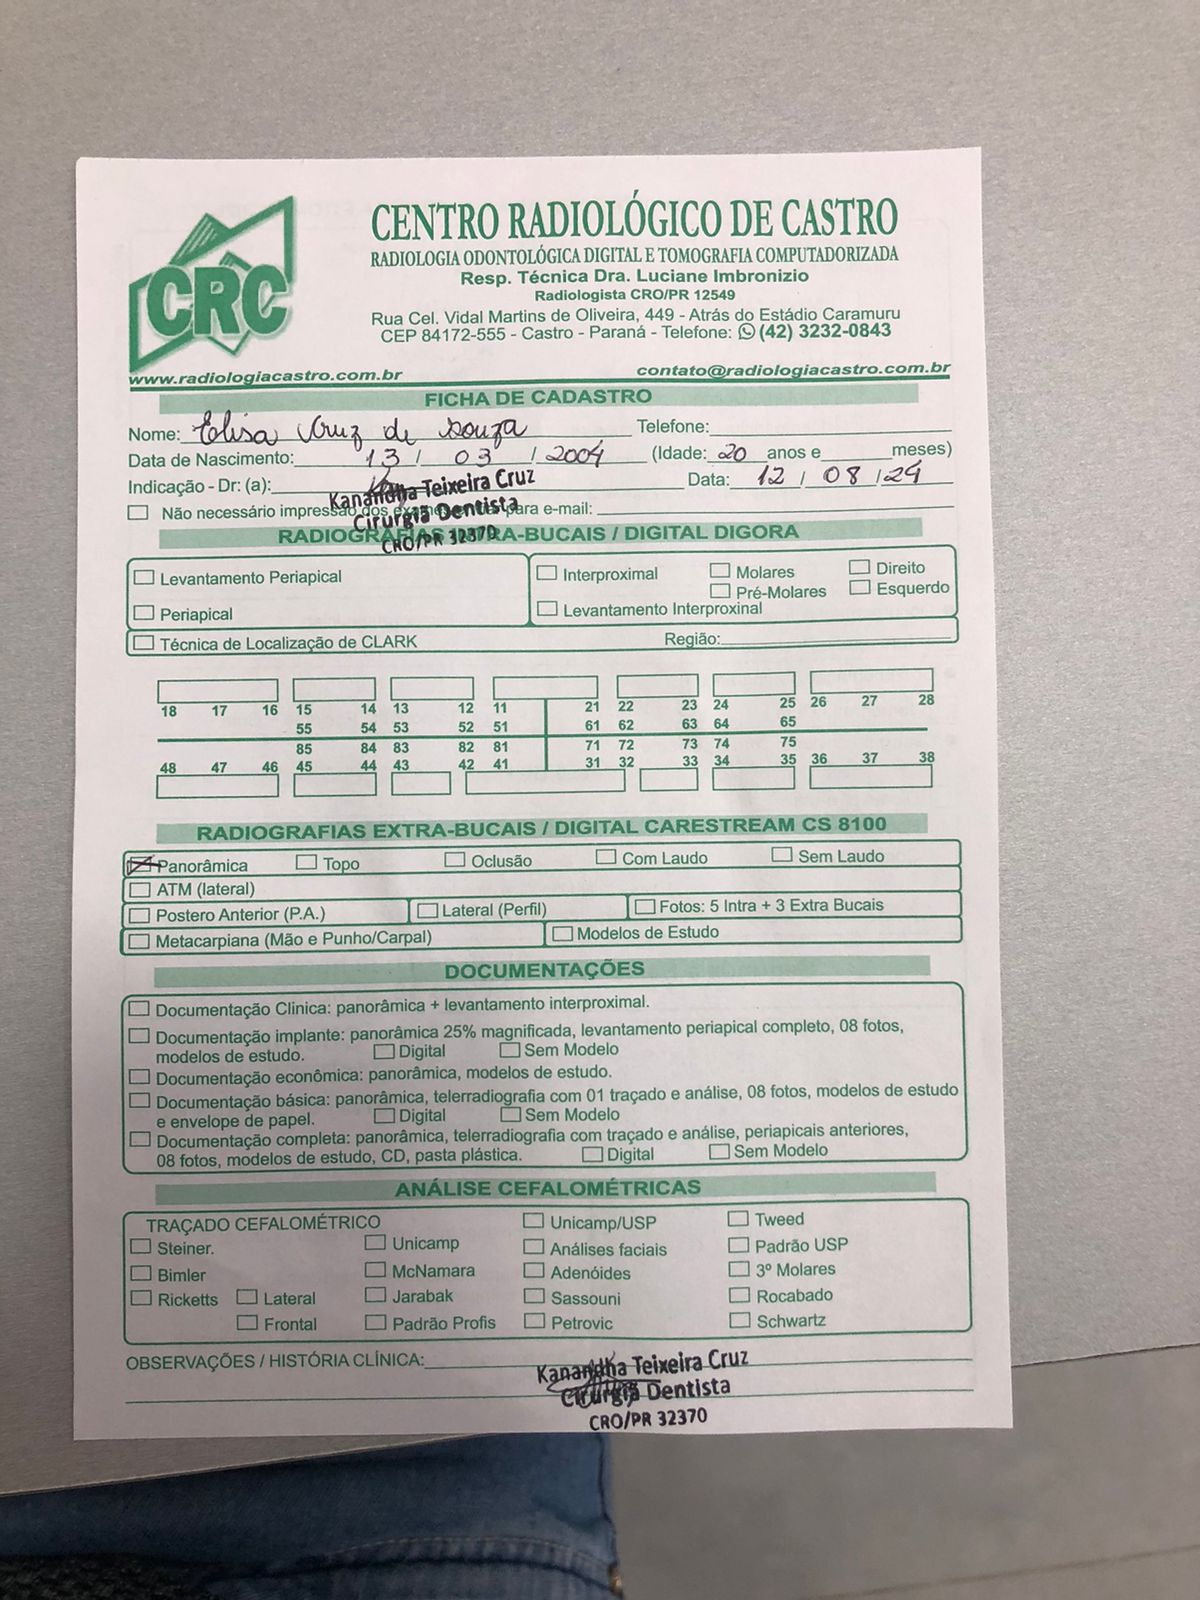 CRC
CENTRO RADIOLÓGICO DE CASTRO
RADIOLOGIA ODONTOLÓGICA DIGITAL E TOMOGRAFIA COMPUTADORIZADA
Resp. Técnica Dra. Luciane Imbronizio
Radiologista CRO/PR 12549
Rua Cel. Vidal Martins de Oliveira, 449 - Atrás do Estádio Caramuru
CEP 84172-555 - Castro - Paraná - Telefone: (42) 3232-0843
www.radiologiacastro.com.br contato@radiologiacastro.com.br
FICHA DE CADASTRO
Nome: Elisa Cruz de Souza Telefone:
Data de Nascimento: 13 / 03 / 2004 (Idade: 20 anos e meses)
Indicação - Dr: (a): Data: 12 / 08 / 24
Kanandha Teixeira Cruz
Cirurgiã Dentista
CRO/PR 32370
Não necessário impressão dos para e-mail:
RADIOGRAFIAS INTRA-BUCAIS / DIGITAL DIGORA
Levantamento Periapical Interproximal Molares Direito
Pré-Molares Esquerdo
Periapical Levantamento Interproxinal
Técnica de Localização de CLARK Região:
18 17 16 15 14 13 12 11 21 22 23 24 25 26 27 28
55 54 53 52 51 61 62 63 64 65
85 84 83 82 81 71 72 73 74 75
48 47 46 45 44 43 42 41 31 32 33 34 35 36 37 38
RADIOGRAFIAS EXTRA-BUCAIS / DIGITAL CARESTREAM CS 8100
Panorâmica Topo Oclusão Com Laudo Sem Laudo
ATM (lateral)
Postero Anterior (P.A.) Lateral (Perfil) Fotos: 5 Intra + 3 Extra Bucais
Metacarpiana (Mão e Punho/Carpal) Modelos de Estudo
DOCUMENTAÇÕES
Documentação Clinica: panorâmica + levantamento interproximal.
Documentação implante: panorâmica 25% magnificada, levantamento periapical completo, 08 fotos,
modelos de estudo. Digital Sem Modelo
Documentação econômica: panorâmica, modelos de estudo.
Documentação básica: panorâmica, telerradiografia com 01 traçado e análise, 08 fotos, modelos de estudo
e envelope de papel. Digital Sem Modelo
Documentação completa: panorâmica, telerradiografia com traçado e análise, periapicais anteriores,
08 fotos, modelos de estudo, CD, pasta plástica. Digital Sem Modelo
ANÁLISE CEFALOMÉTRICAS
TRAÇADO CEFALOMÉTRICO Unicamp/USP Tweed
Steiner. Unicamp Análises faciais Padrão USP
Bimler McNamara Adenóides 3º Molares
Ricketts Lateral Jarabak Sassouni Rocabado
Frontal Padrão Profis Petrovic Schwartz
OBSERVAÇÕES / HISTÓRIA CLÍNICA:
Kanandha Teixeira Cruz
Cirurgiã Dentista
CRO/PR 32370